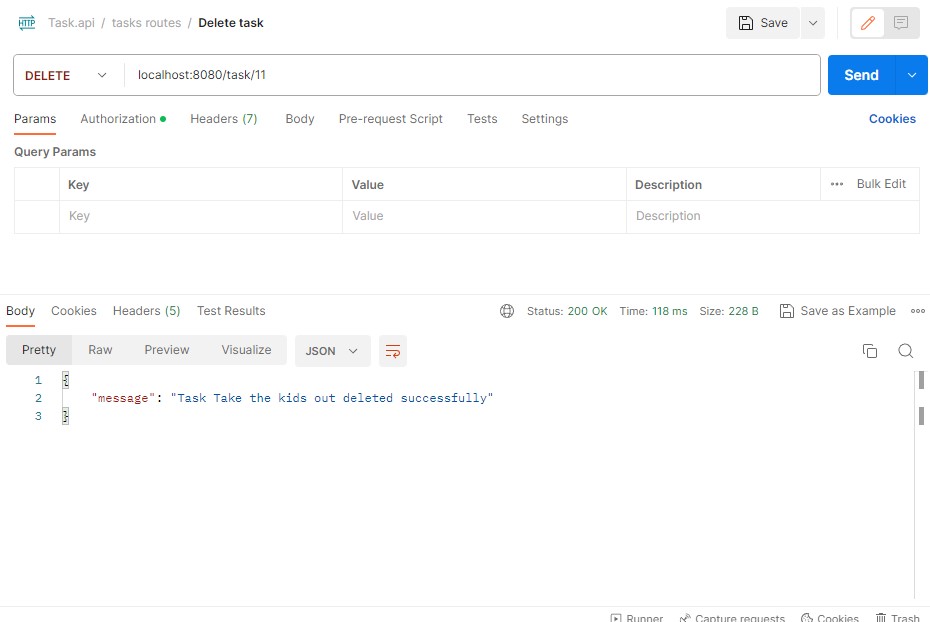 HTTP Task.api / tasks routes / Delete task Save
DELETE localhost:8080/task/11 Send
Params Authorization Headers (7) Body Pre-request Script Tests Settings Cookies
Query Params
Key Value Description ••• Bulk Edit
Key Value Description
Body Cookies Headers (5) Test Results Status: 200 OK Time: 118 ms Size: 228 B Save as Example
Pretty Raw Preview Visualize JSON
1 {
2 "message": "Task Take the kids out deleted successfully"
3 }
Runner Capture requests Cookies Trash